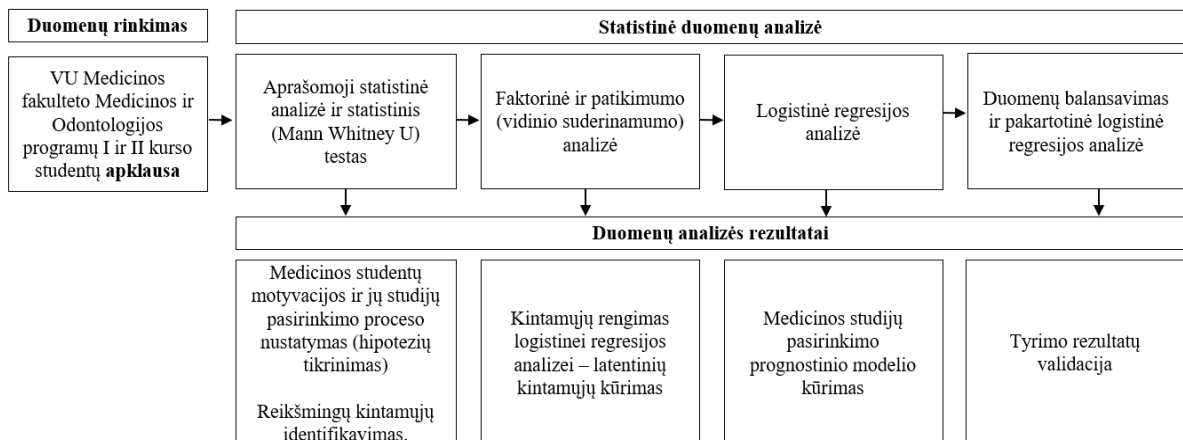 Duomenų rinkimas
Statistinė duomenų analizė
VU Medicinos
fakulteto Medicinos ir
Odontologijos
programų I ir II kurso
studentų apklausa
Aprašomoji statistinė
analizė ir statistinis
(Mann Whitney U)
testas
Faktorinė ir patikimumo
(vidinio suderinamumo)
analizė
Logistinė regresijos
analizė
Duomenų balansavimas
ir pakartotinė logistinė
regresijos analizė
Duomenų analizės rezultatai
Medicinos studentų
motyvacijos ir jų studijų
pasirinkimo proceso
nustatymas (hipotezių
tikrinimas)
Reikšmingų kintamųjų
identifikavimas.
Kintamųjų rengimas
logistinei regresijos
analizei – latentinių
kintamųjų kūrimas
Medicinos studijų
pasirinkimo
prognostinio modelio
kūrimas
Tyrimo rezultatų
validacija